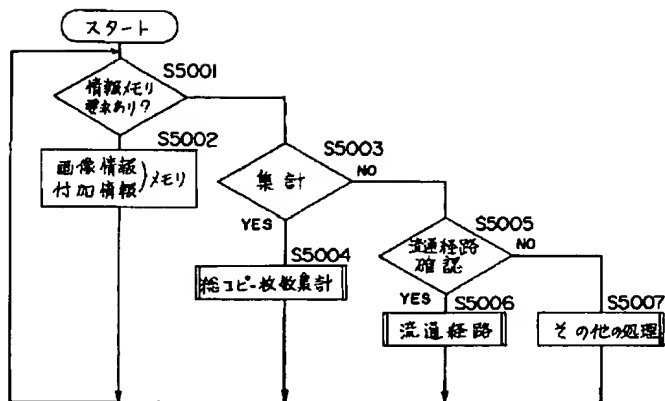 スタート
S5001
情報メモリ
要求あり?
S5002
画像情報
付加情報
)メモリ
S5003
集計
NO
YES
S5004
総コピー枚数集計
S5005
流通経路
確認
NO
YES
S5006
流通経路
S5007
その他の処理